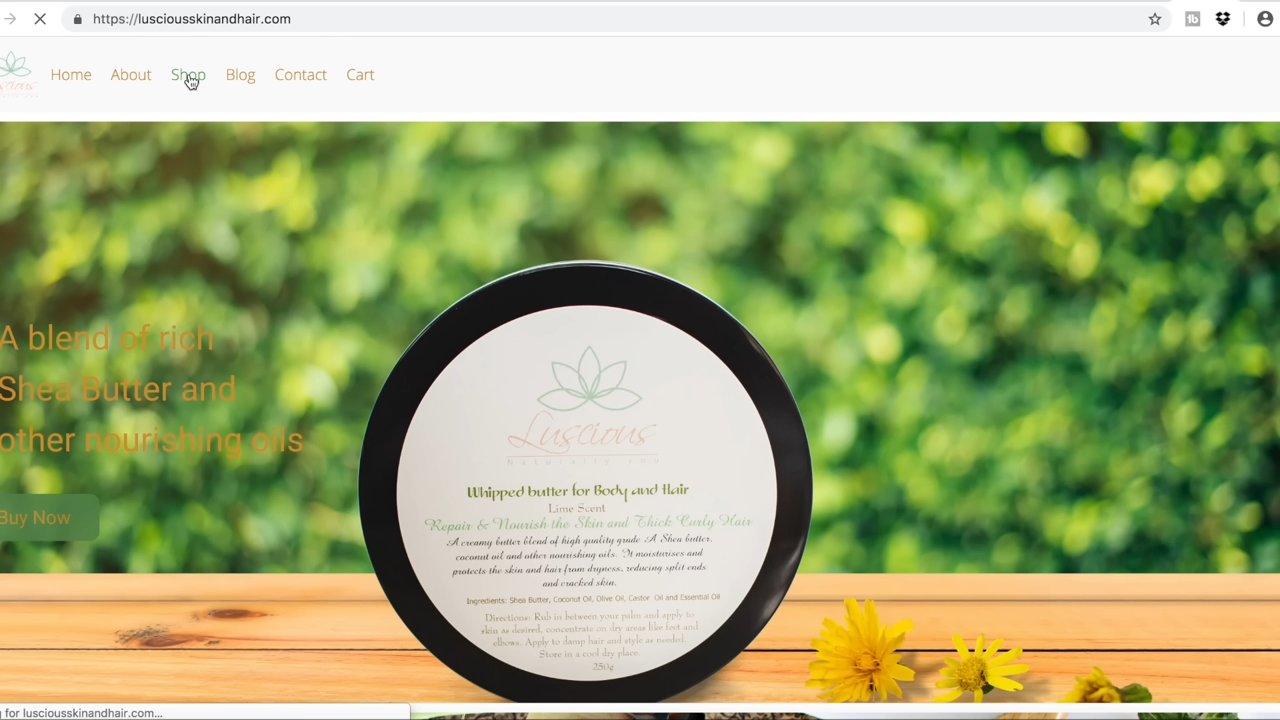 https://lusciousskinandhair.com
Home About Shop Blog Contact Cart
A blend of rich
Shea Butter and
other nourishing oils
Buy Now
Luscious
Naturally You
Whipped butter for Body and Hair
Lime Scent
Repair & Nourish the Skin and Thick Curly Hair
A creamy butter blend of high quality grade A Shea butter,
coconut oil and other nourishing oils. It moisturises and
protects the skin and hair from dryness, reducing split ends
and cracked skin.
Ingredients: Shea Butter, Coconut Oil, Olive Oil, Castor Oil and Essential Oil
Directions: Rub in between your palm and apply to
skin as desired, concentrate on dry areas like feet and
elbows. Apply to damp hair and style as needed.
Store in a cool dry place.
250g
g for lusciousskinandhair.com...